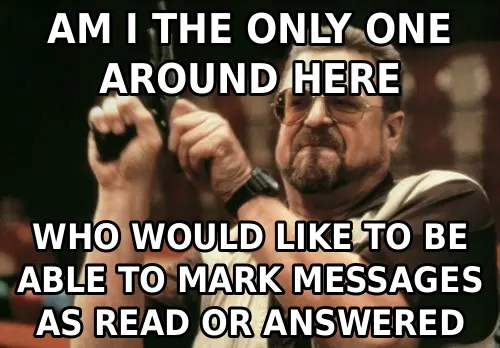 AM I THE ONLY ONE
AROUND HERE
WHO WOULD LIKE TO BE
ABLE TO MARK MESSAGES
AS READ OR ANSWERED